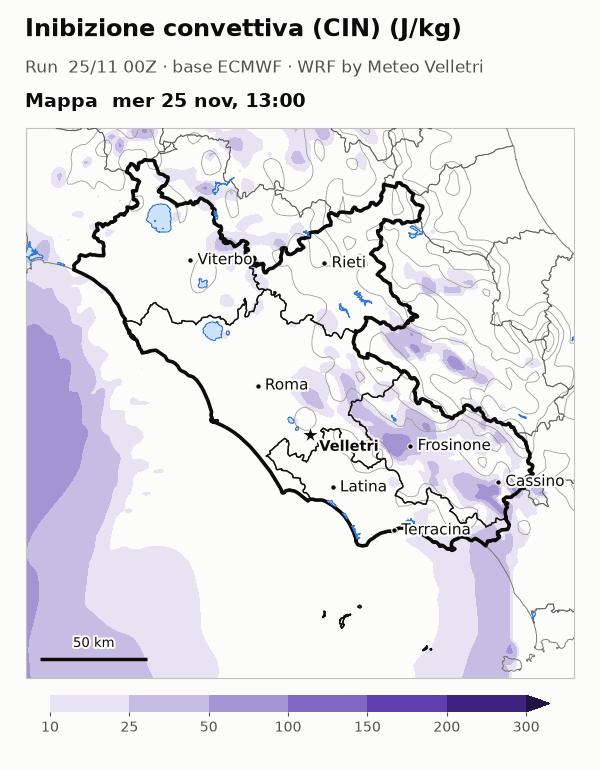 Inibizione convettiva (CIN) (J/kg)
Run  25/11 00Z · base ECMWF · WRF by Meteo Velletri
Mappa  mer 25 nov, 13:00
Viterbo
Rieti
Roma
Velletri
Frosinone
Latina
Cassino
Terracina
50 km
10 25 50 100 150 200 300